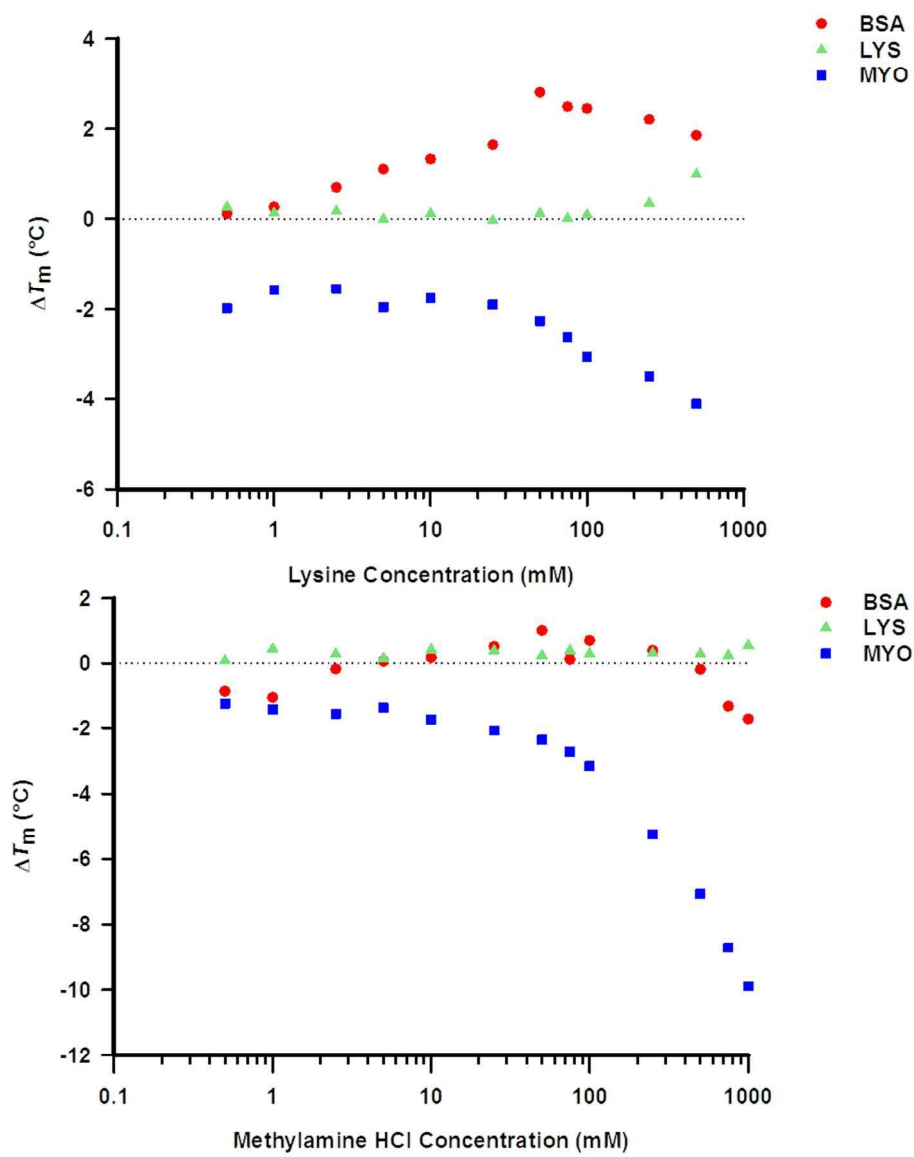 BSA
LYS
MYO
4
2
0
-2
-4
-6
ΔTm (°C)
0.1 1 10 100 1000
Lysine Concentration (mM)
BSA
LYS
MYO
2
0
-2
-4
-6
-8
-10
-12
ΔTm (°C)
0.1 1 10 100 1000
Methylamine HCl Concentration (mM)